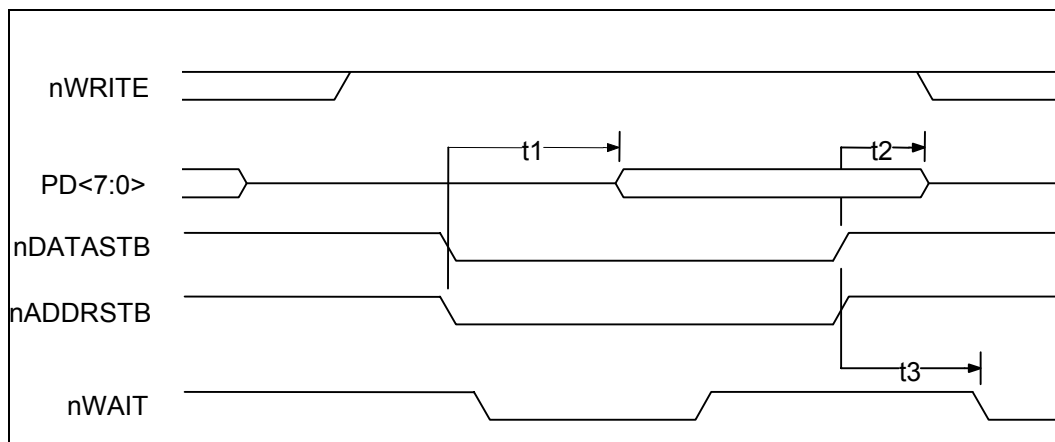 nWRITE
t1
t2
PD<7:0>
nDATASTB
nADDRSTB
t3
nWAIT